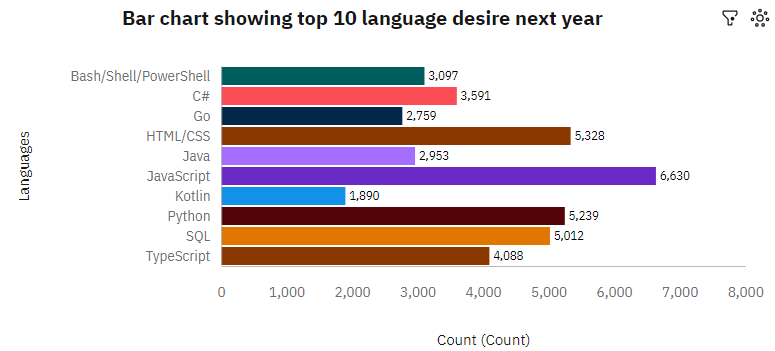 Bar chart showing top 10 language desire next year
Languages
Bash/Shell/PowerShell 3,097
C# 3,591
Go 2,759
HTML/CSS 5,328
Java 2,953
JavaScript 6,630
Kotlin 1,890
Python 5,239
SQL 5,012
TypeScript 4,088
0 1,000 2,000 3,000 4,000 5,000 6,000 7,000 8,000
Count (Count)